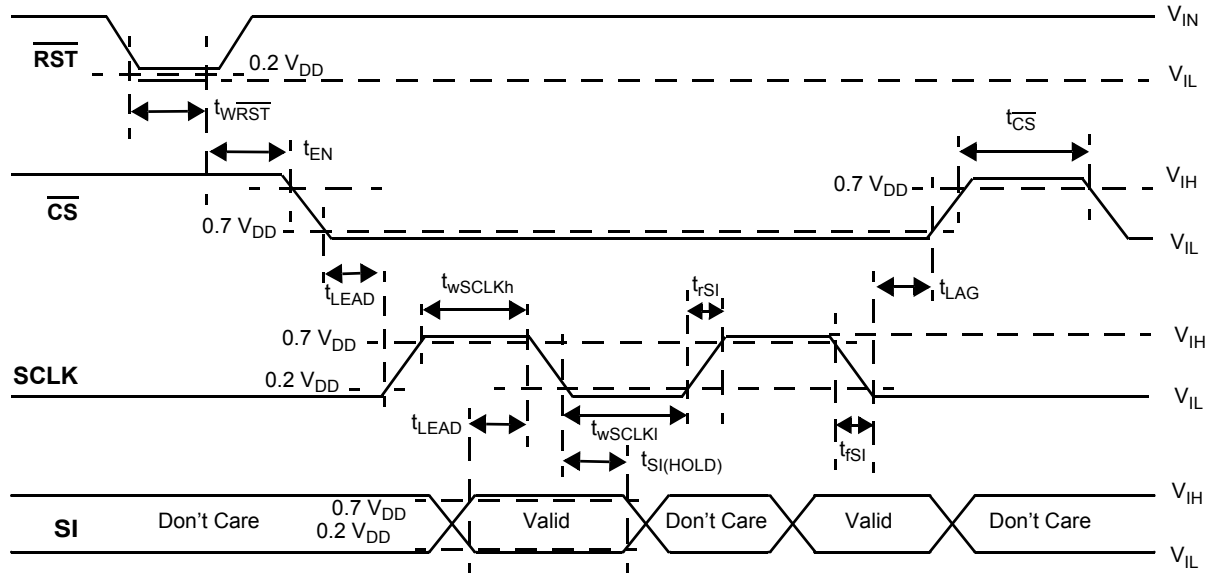 V_IN
RST
0.2 V_DD
V_IL
t_WRST
t_CS
t_EN
0.7 V_DD
V_IH
CS
0.7 V_DD
V_IL
t_LEAD
t_wSCLKh
t_rSI
t_LAG
0.7 V_DD
V_IH
SCLK
0.2 V_DD
V_IL
t_LEAD
t_wSCLKl
t_fSI
t_SI(HOLD)
V_IH
0.7 V_DD
SI
Don't Care
Valid
Don't Care
Valid
Don't Care
0.2 V_DD
V_IL